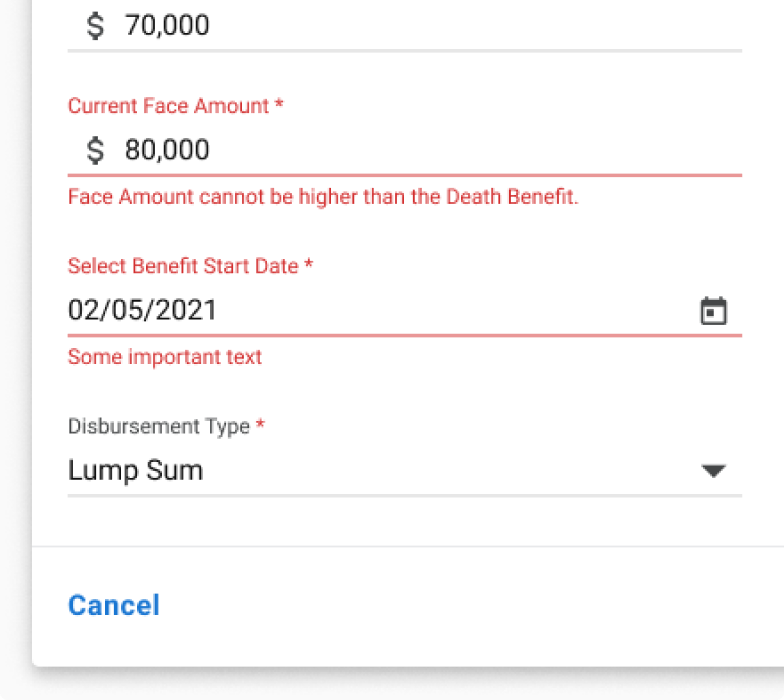 $ 70,000
Current Face Amount *
$ 80,000
Face Amount cannot be higher than the Death Benefit.
Select Benefit Start Date *
02/05/2021
Some important text
Disbursement Type *
Lump Sum
Cancel